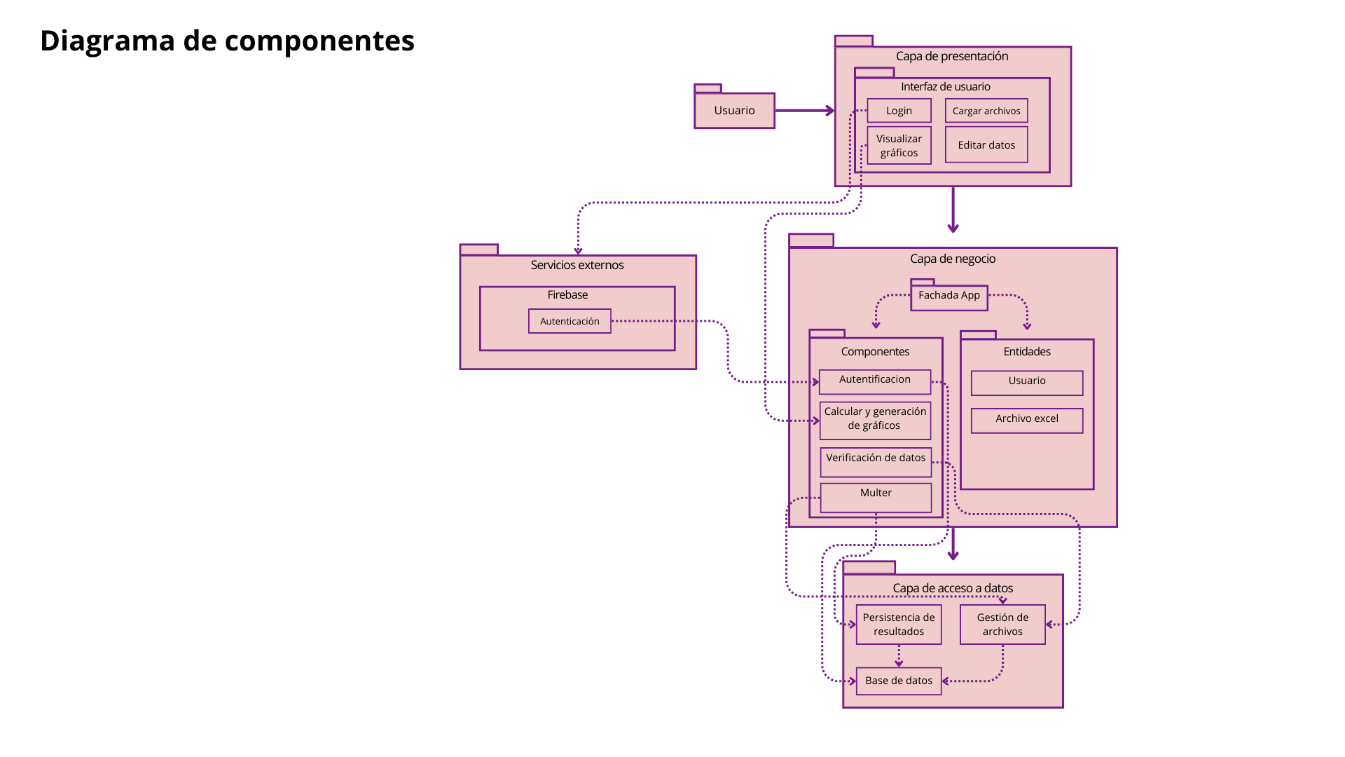 Diagrama de componentes
Capa de presentación
Interfaz de usuario
Usuario
Login
Cargar archivos
Visualizar
gráficos
Editar datos
Servicios externos
Firebase
Autenticación
Capa de negocio
Fachada App
Componentes
Autentificacion
Calcular y generación
de gráficos
Verificación de datos
Multer
Entidades
Usuario
Archivo excel
Capa de acceso a datos
Persistencia de
resultados
Gestión de
archivos
Base de datos